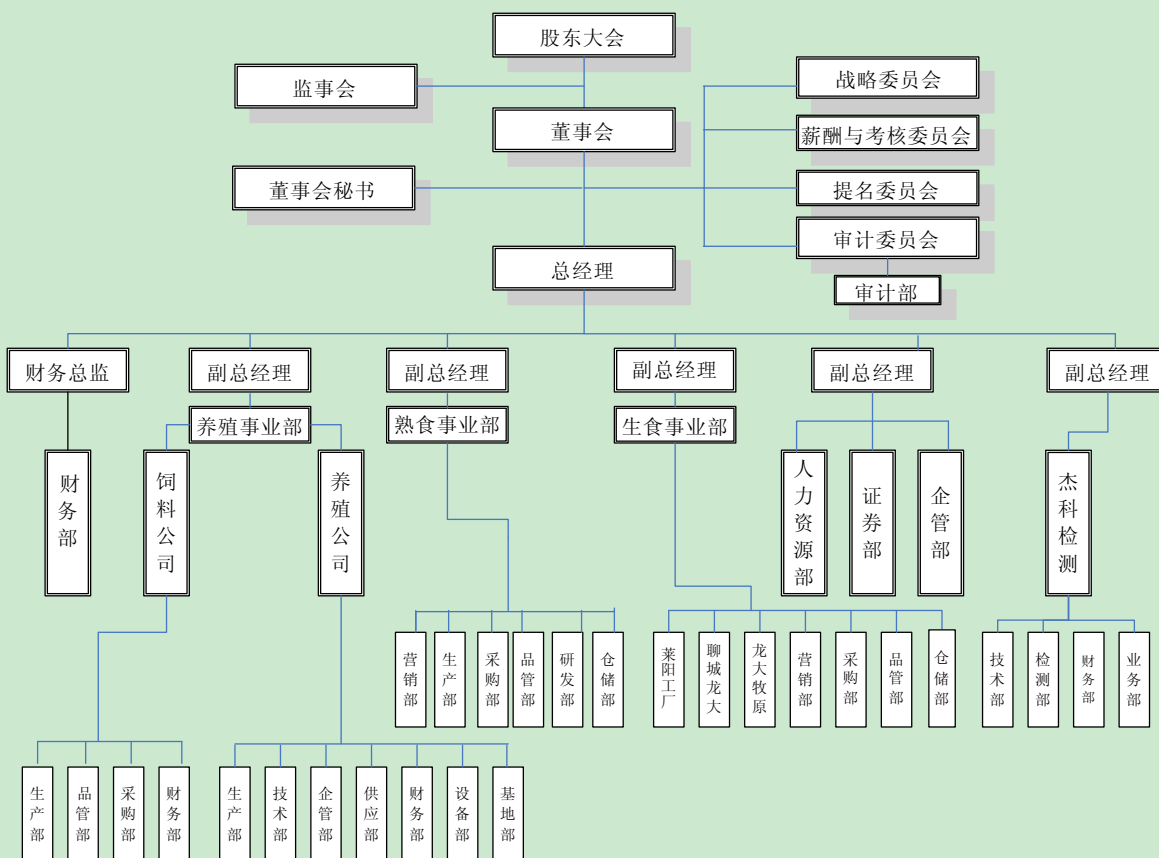 股东大会
监事会
战略委员会
董事会
薪酬与考核委员会
董事会秘书
提名委员会
审计委员会
总经理
审计部
财务总监
副总经理
副总经理
副总经理
副总经理
副总经理
养殖事业部
熟食事业部
生食事业部
财务部
饲料公司
养殖公司
人力资源部
证券部
企管部
杰科检测
营销部
生产部
采购部
品管部
研发部
仓储部
莱阳工厂
聊城龙大
龙大牧原
营销部
采购部
品管部
仓储部
技术部
检测部
财务部
业务部
生产部
品管部
采购部
财务部
生产部
技术部
企管部
供应部
财务部
设备部
基地部